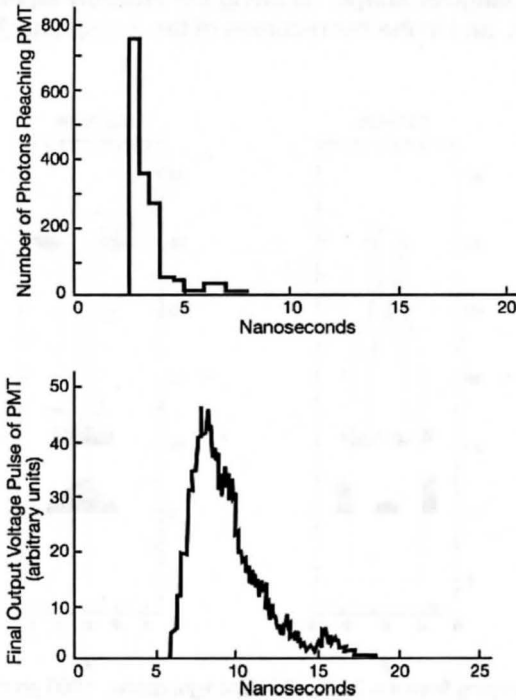 Number of Photons Reaching PMT
800
600
400
200
0
0 5 10 15 20
Nanoseconds
Final Output Voltage Pulse of PMT
(arbitrary units)
50
40
30
20
10
0
0 5 10 15 20 25
Nanoseconds